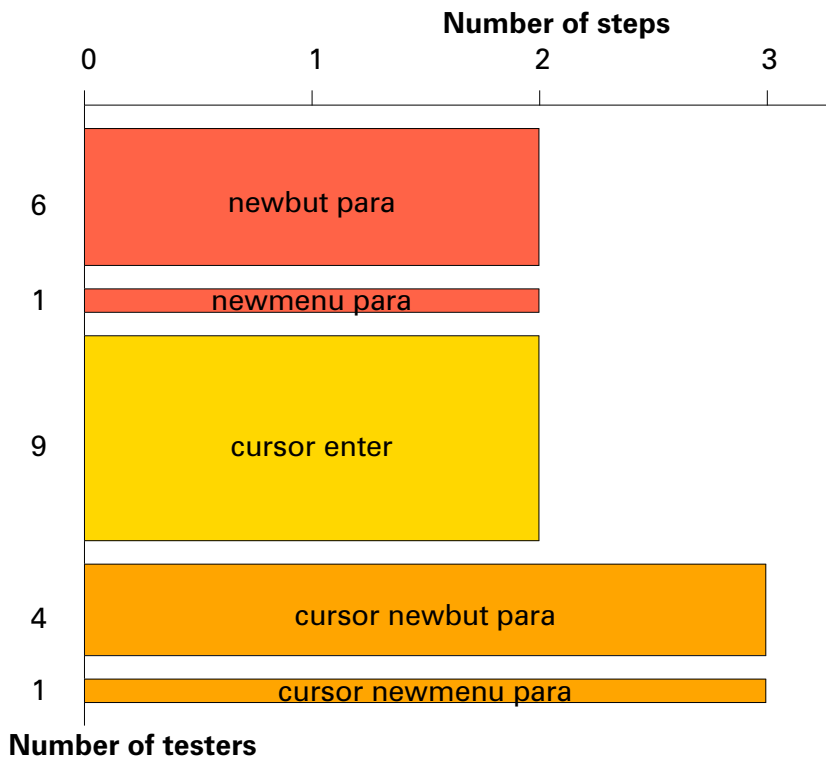 Number of steps
0 1 2 3
6 newbut para
1 newmenu para
9 cursor enter
4 cursor newbut para
1 cursor newmenu para
Number of testers